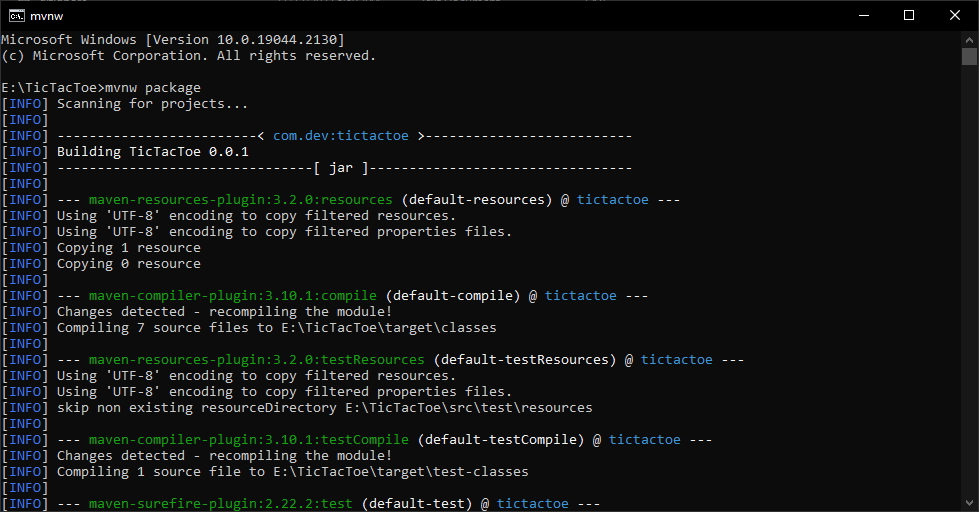 mvnw
Microsoft Windows [Version 10.0.19044.2130]
(c) Microsoft Corporation. All rights reserved.
E:\TicTacToe>mvnw package
[INFO] Scanning for projects...
[INFO]
[INFO] -------------------------< com.dev:tictactoe >--------------------------
[INFO] Building TicTacToe 0.0.1
[INFO] --------------------------------[ jar ]---------------------------------
[INFO]
[INFO] --- maven-resources-plugin:3.2.0:resources (default-resources) @ tictactoe ---
[INFO] Using 'UTF-8' encoding to copy filtered resources.
[INFO] Using 'UTF-8' encoding to copy filtered properties files.
[INFO] Copying 1 resource
[INFO] Copying 0 resource
[INFO]
[INFO] --- maven-compiler-plugin:3.10.1:compile (default-compile) @ tictactoe ---
[INFO] Changes detected - recompiling the module!
[INFO] Compiling 7 source files to E:\TicTacToe\target\classes
[INFO]
[INFO] --- maven-resources-plugin:3.2.0:testResources (default-testResources) @ tictactoe ---
[INFO] Using 'UTF-8' encoding to copy filtered resources.
[INFO] Using 'UTF-8' encoding to copy filtered properties files.
[INFO] skip non existing resourceDirectory E:\TicTacToe\src\test\resources
[INFO]
[INFO] --- maven-compiler-plugin:3.10.1:testCompile (default-testCompile) @ tictactoe ---
[INFO] Changes detected - recompiling the module!
[INFO] Compiling 1 source file to E:\TicTacToe\target\test-classes
[INFO]
[INFO] --- maven-surefire-plugin:2.22.2:test (default-test) @ tictactoe ---